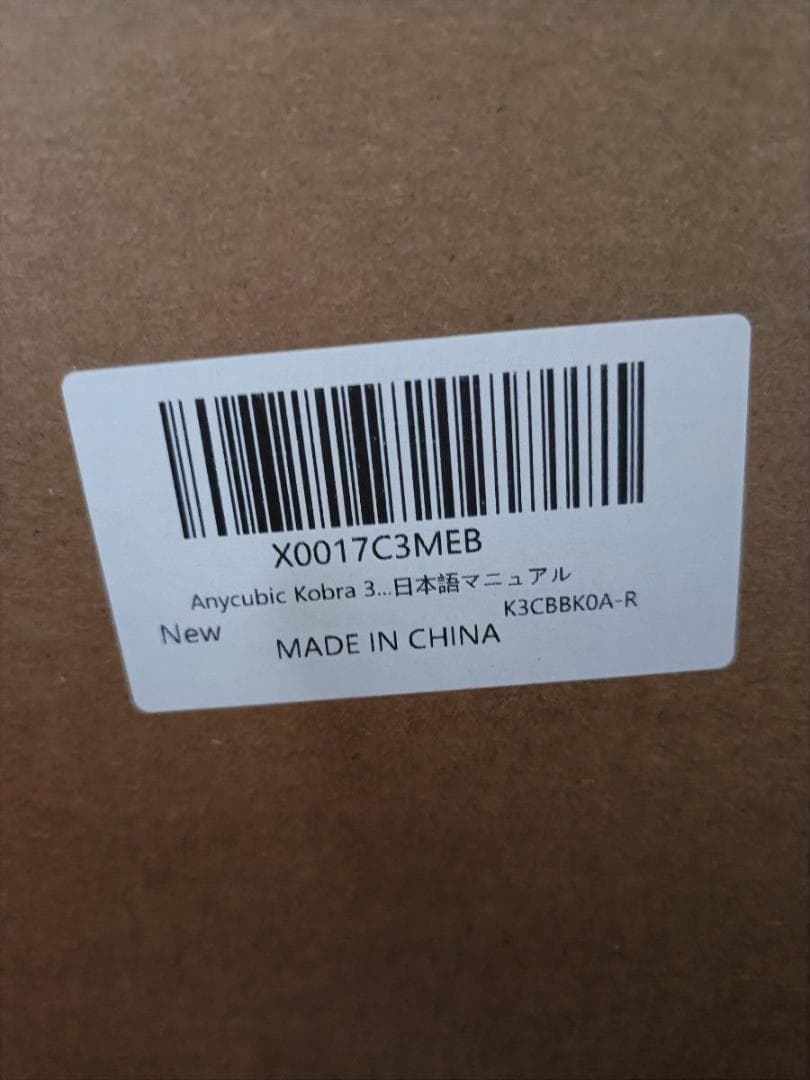 X0017C3MEB
Anycubic Kobra 3...日本語マニュアル
K3CBBK0A-R
New
MADE IN CHINA